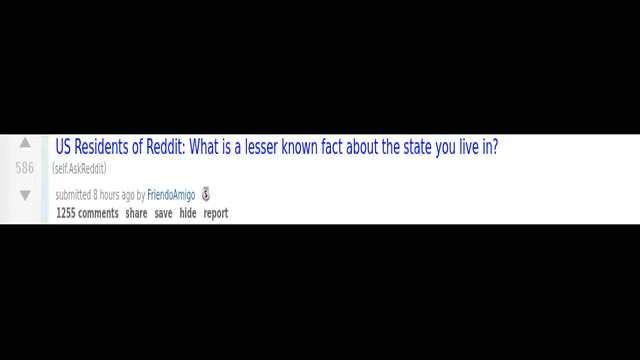 US Residents of Reddit: What is a lesser known fact about the state you live in?
586 (self.AskReddit)
submitted 8 hours ago by FriendoAmigo
1255 comments share save hide report